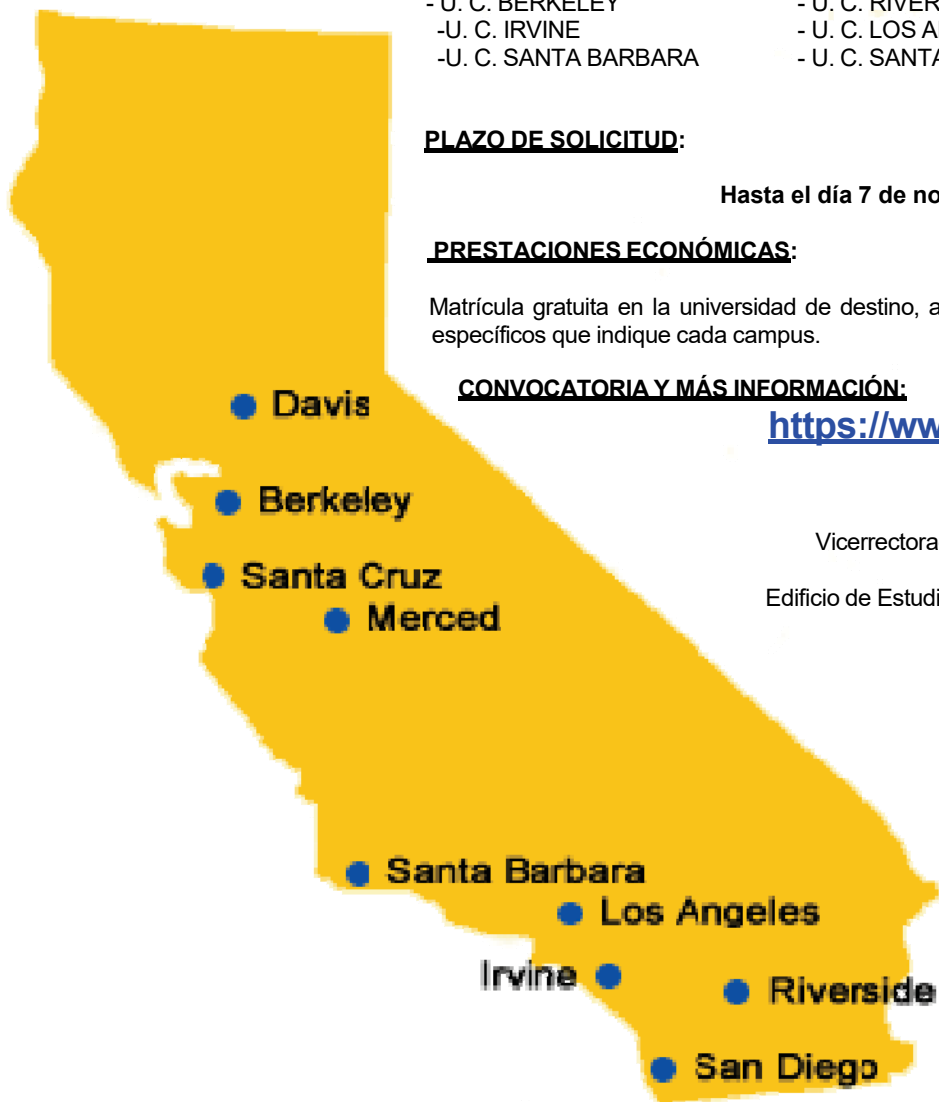 - U. C. BERKELEY - U. C. RIVER
-U. C. IRVINE - U. C. LOS A
-U. C. SANTA BARBARA - U. C. SANTA
PLAZO DE SOLICITUD:
Hasta el día 7 de no
PRESTACIONES ECONÓMICAS:
Matrícula gratuita en la universidad de destino, a
específicos que indique cada campus.
CONVOCATORIA Y MÁS INFORMACIÓN:
https://ww
Vicerrectora
Edificio de Estudi
Davis
Berkeley
Santa Cruz
Merced
Santa Barbara
Los Angeles
Irvine
Riverside
San Diego